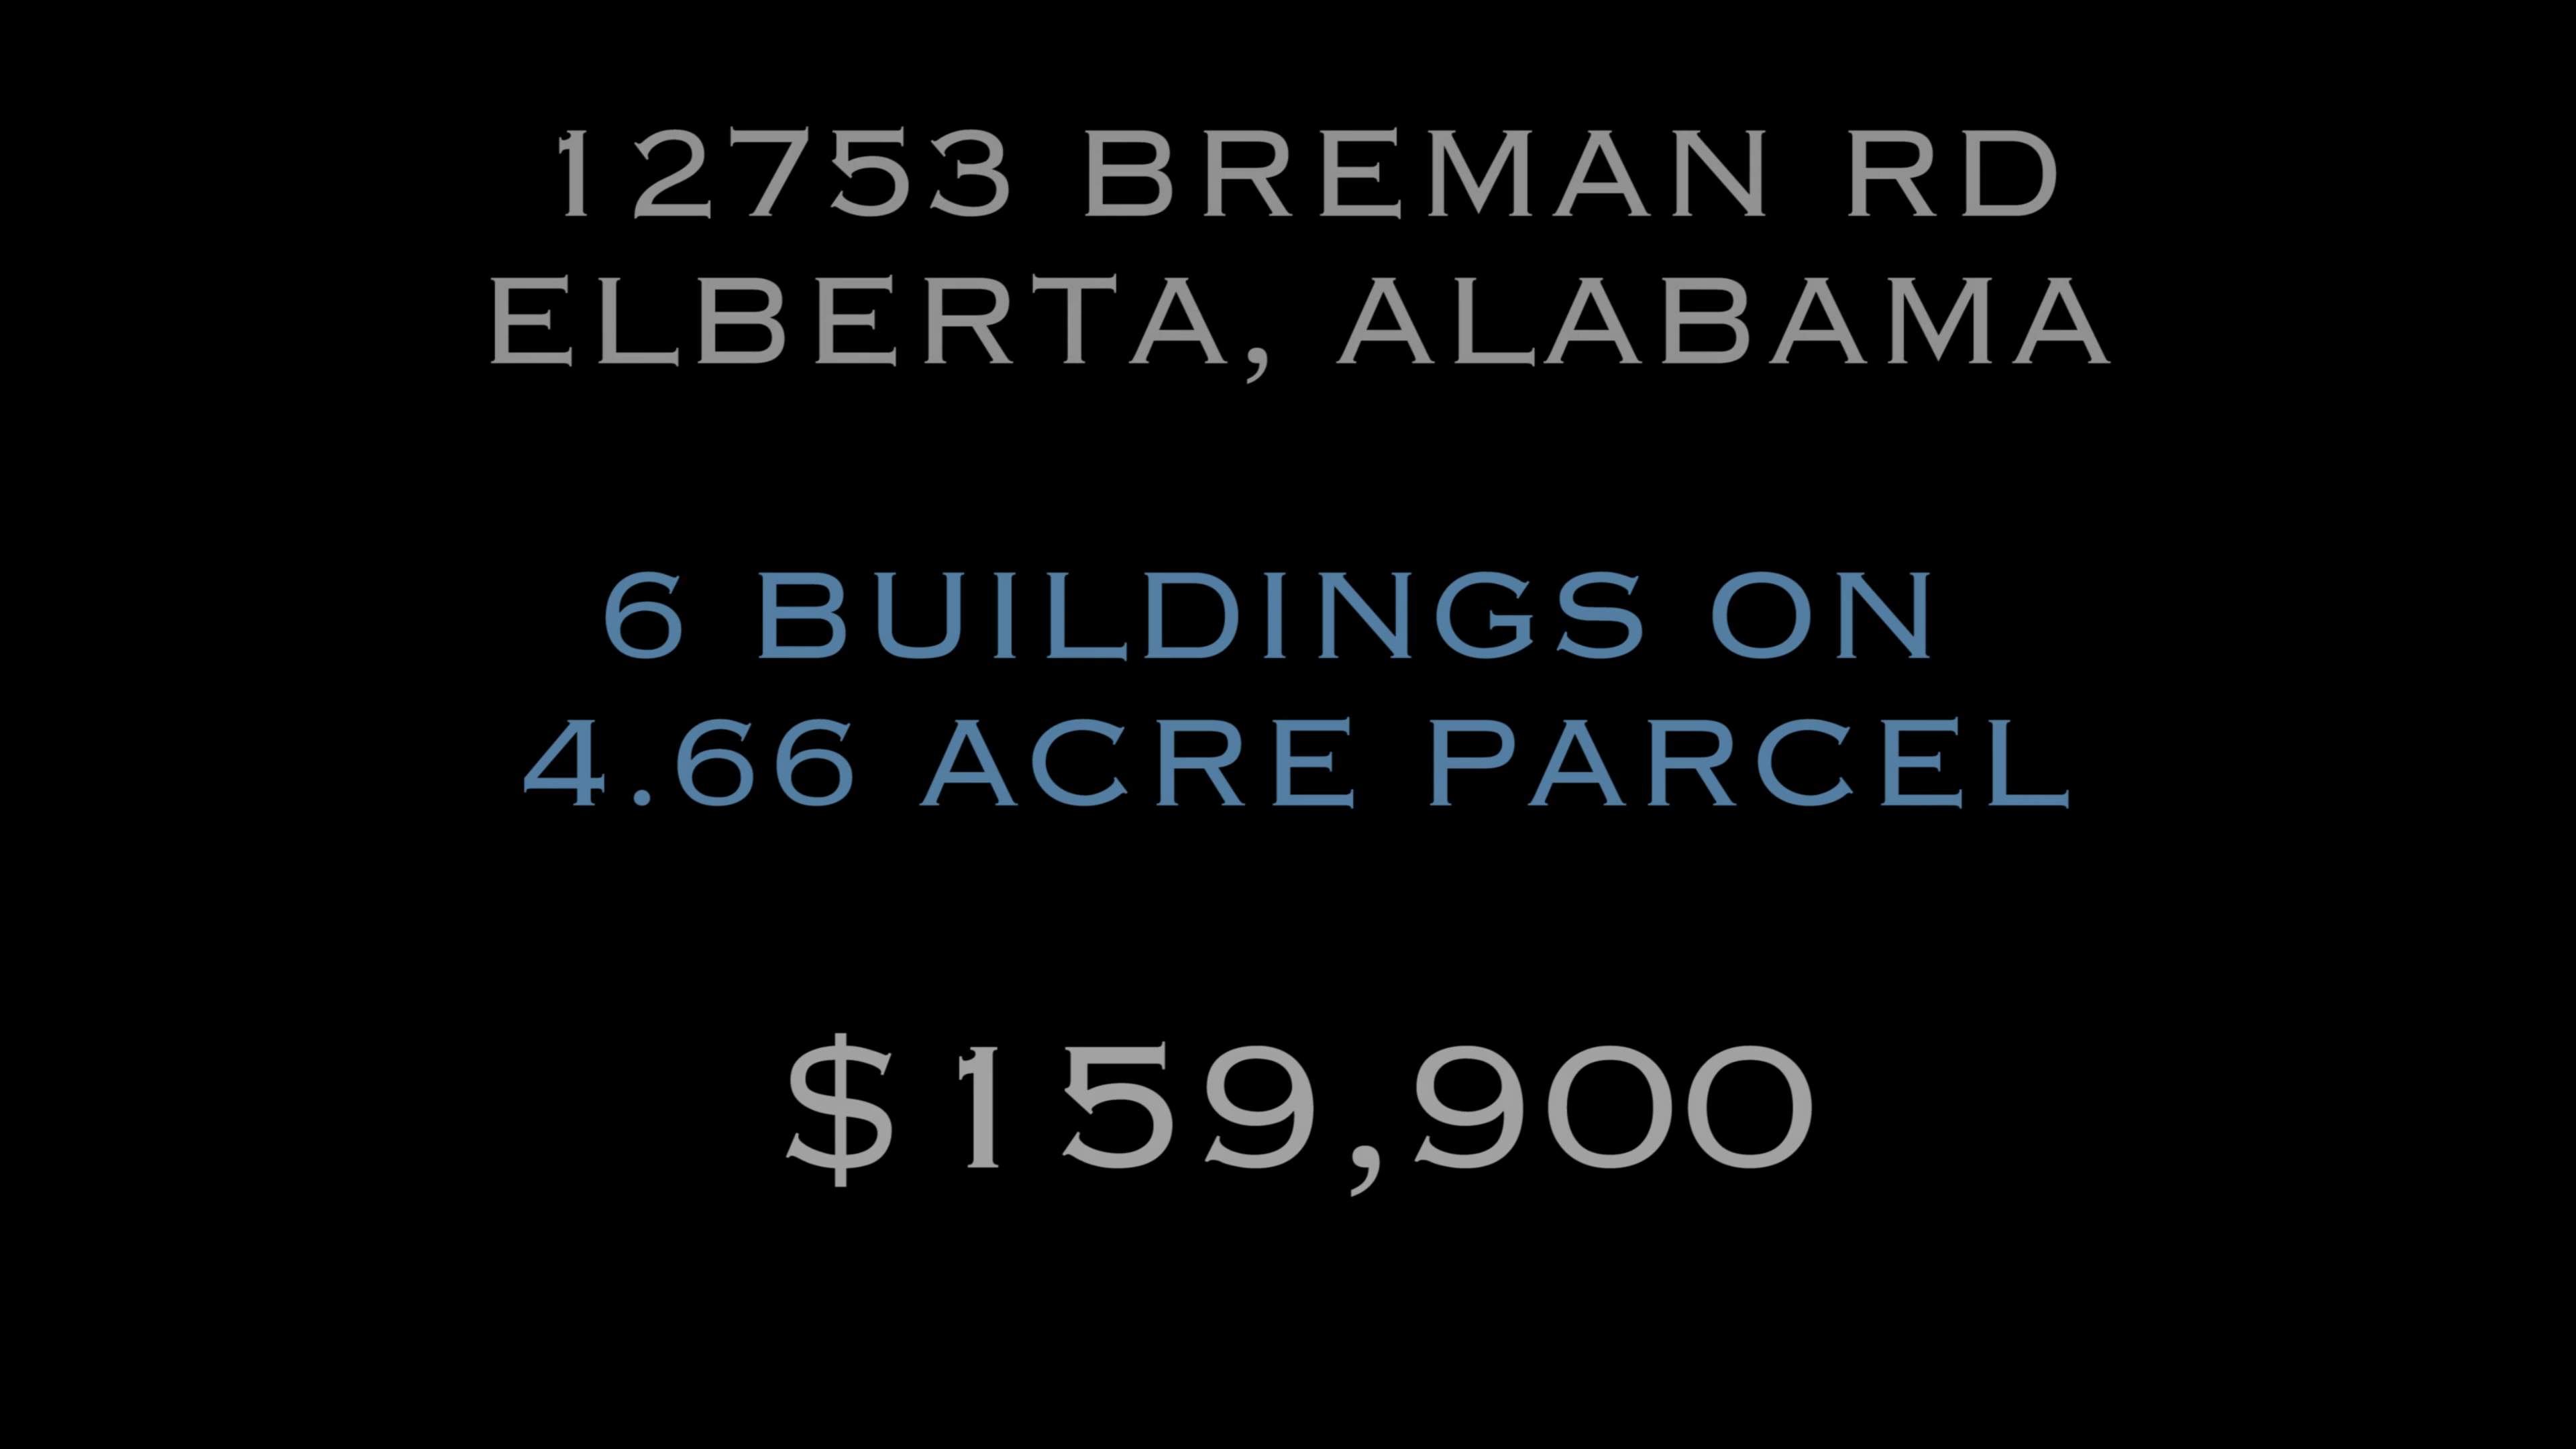 12753 BREMAN RD
ELBERTA, ALABAMA
6 BUILDINGS ON
4.66 ACRE PARCEL
$159,900